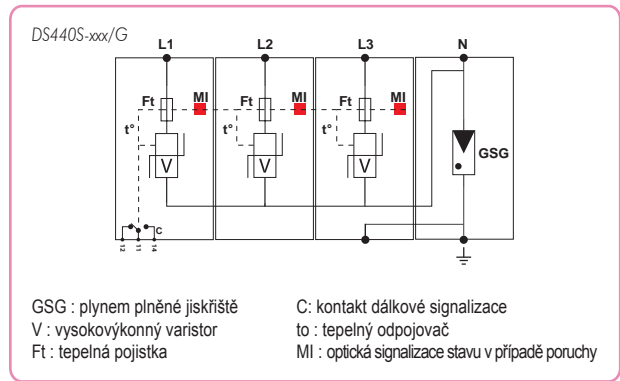 DS440S-xxx/G
L1 L2 L3 N
Ft MI Ft MI Ft MI
t° t° t°
V V V
GSG
C
12 11 14
GSG : plynem plněné jiskřiště
V : vysokovýkonný varistor
Ft : tepelná pojistka
C: kontakt dálkové signalizace
to : tepelný odpojovač
MI : optická signalizace stavu v případě poruchy